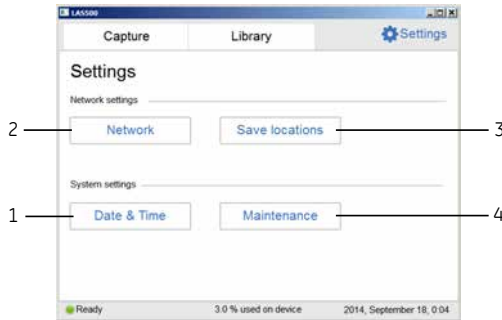 LAS500
Capture Library Settings
Settings
Network settings
2 Network Save locations 3
System settings
1 Date & Time Maintenance 4
Ready 3.0 % used on device 2014, September 18, 0:04